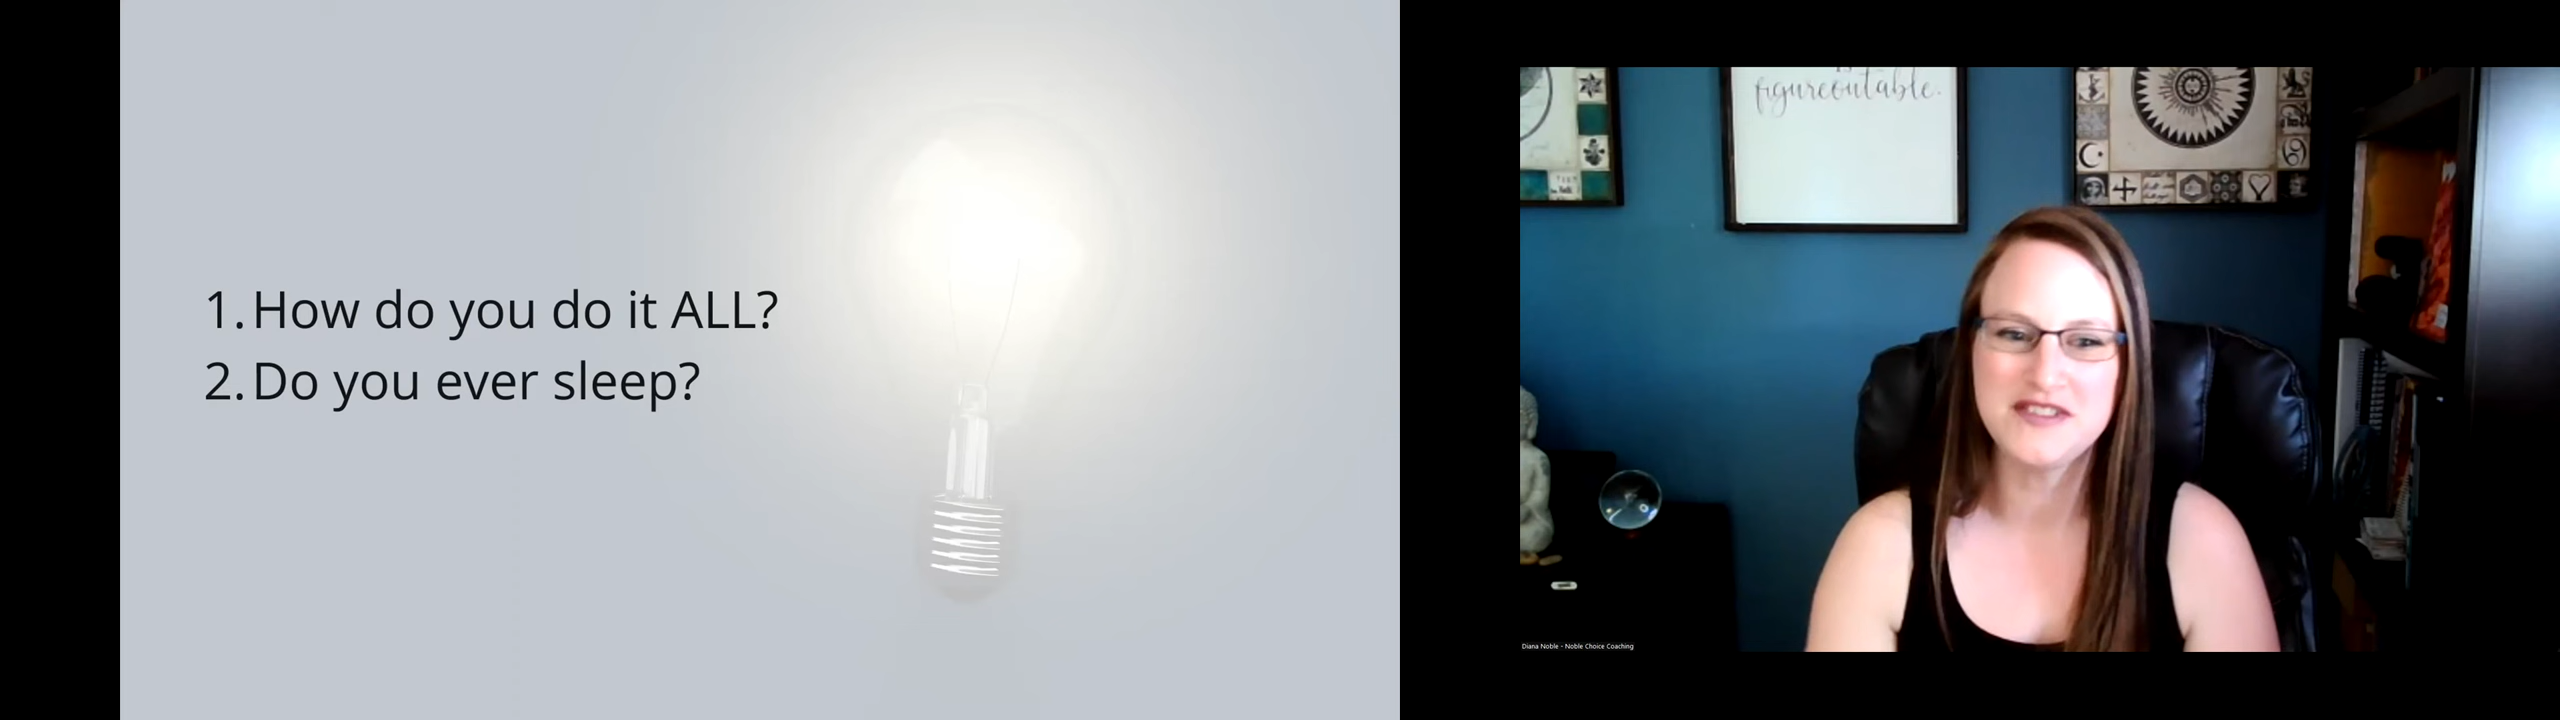 1. How do you do it ALL?
2. Do you ever sleep?
figureoutable.
Diana Noble - Noble Choice Coaching